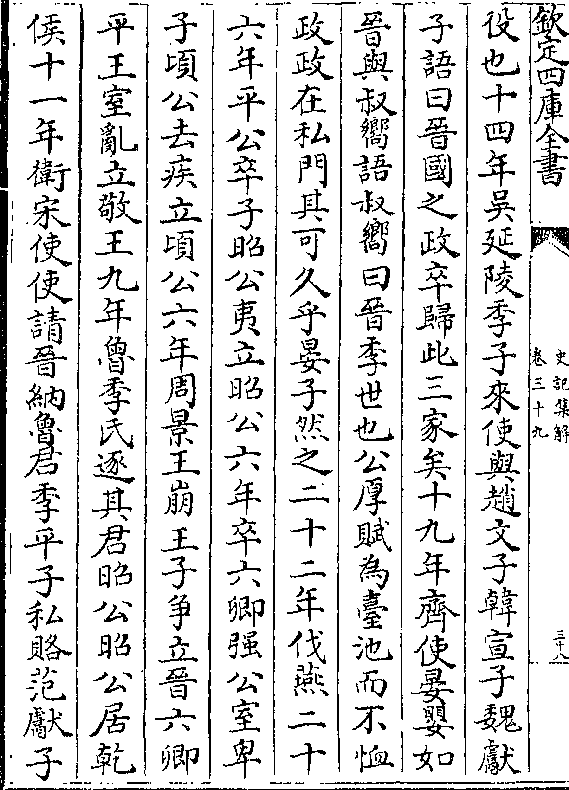 欽定四庫全書
史記集解
卷三十九
三十八
役也十四年吳延陵季子來使與趙文子韓宣子魏獻
子語曰晉國之政卒歸此三家矣十九年齊使晏嬰如
晉與叔嚮語叔嚮曰晉季世也公厚賦為臺池而不恤
政政在私門其可久乎晏子然之二十二年伐燕二十
六年平公卒子昭公夷立昭公六年卒六卿强公室卑
子頃公去疾立頃公六年周景王崩王子爭立晉六卿
平王室亂立敬王九年魯季氏逐其君昭公昭公居乾
侯十一年衛宋使使請晉納魯君季平子私賂范獻子